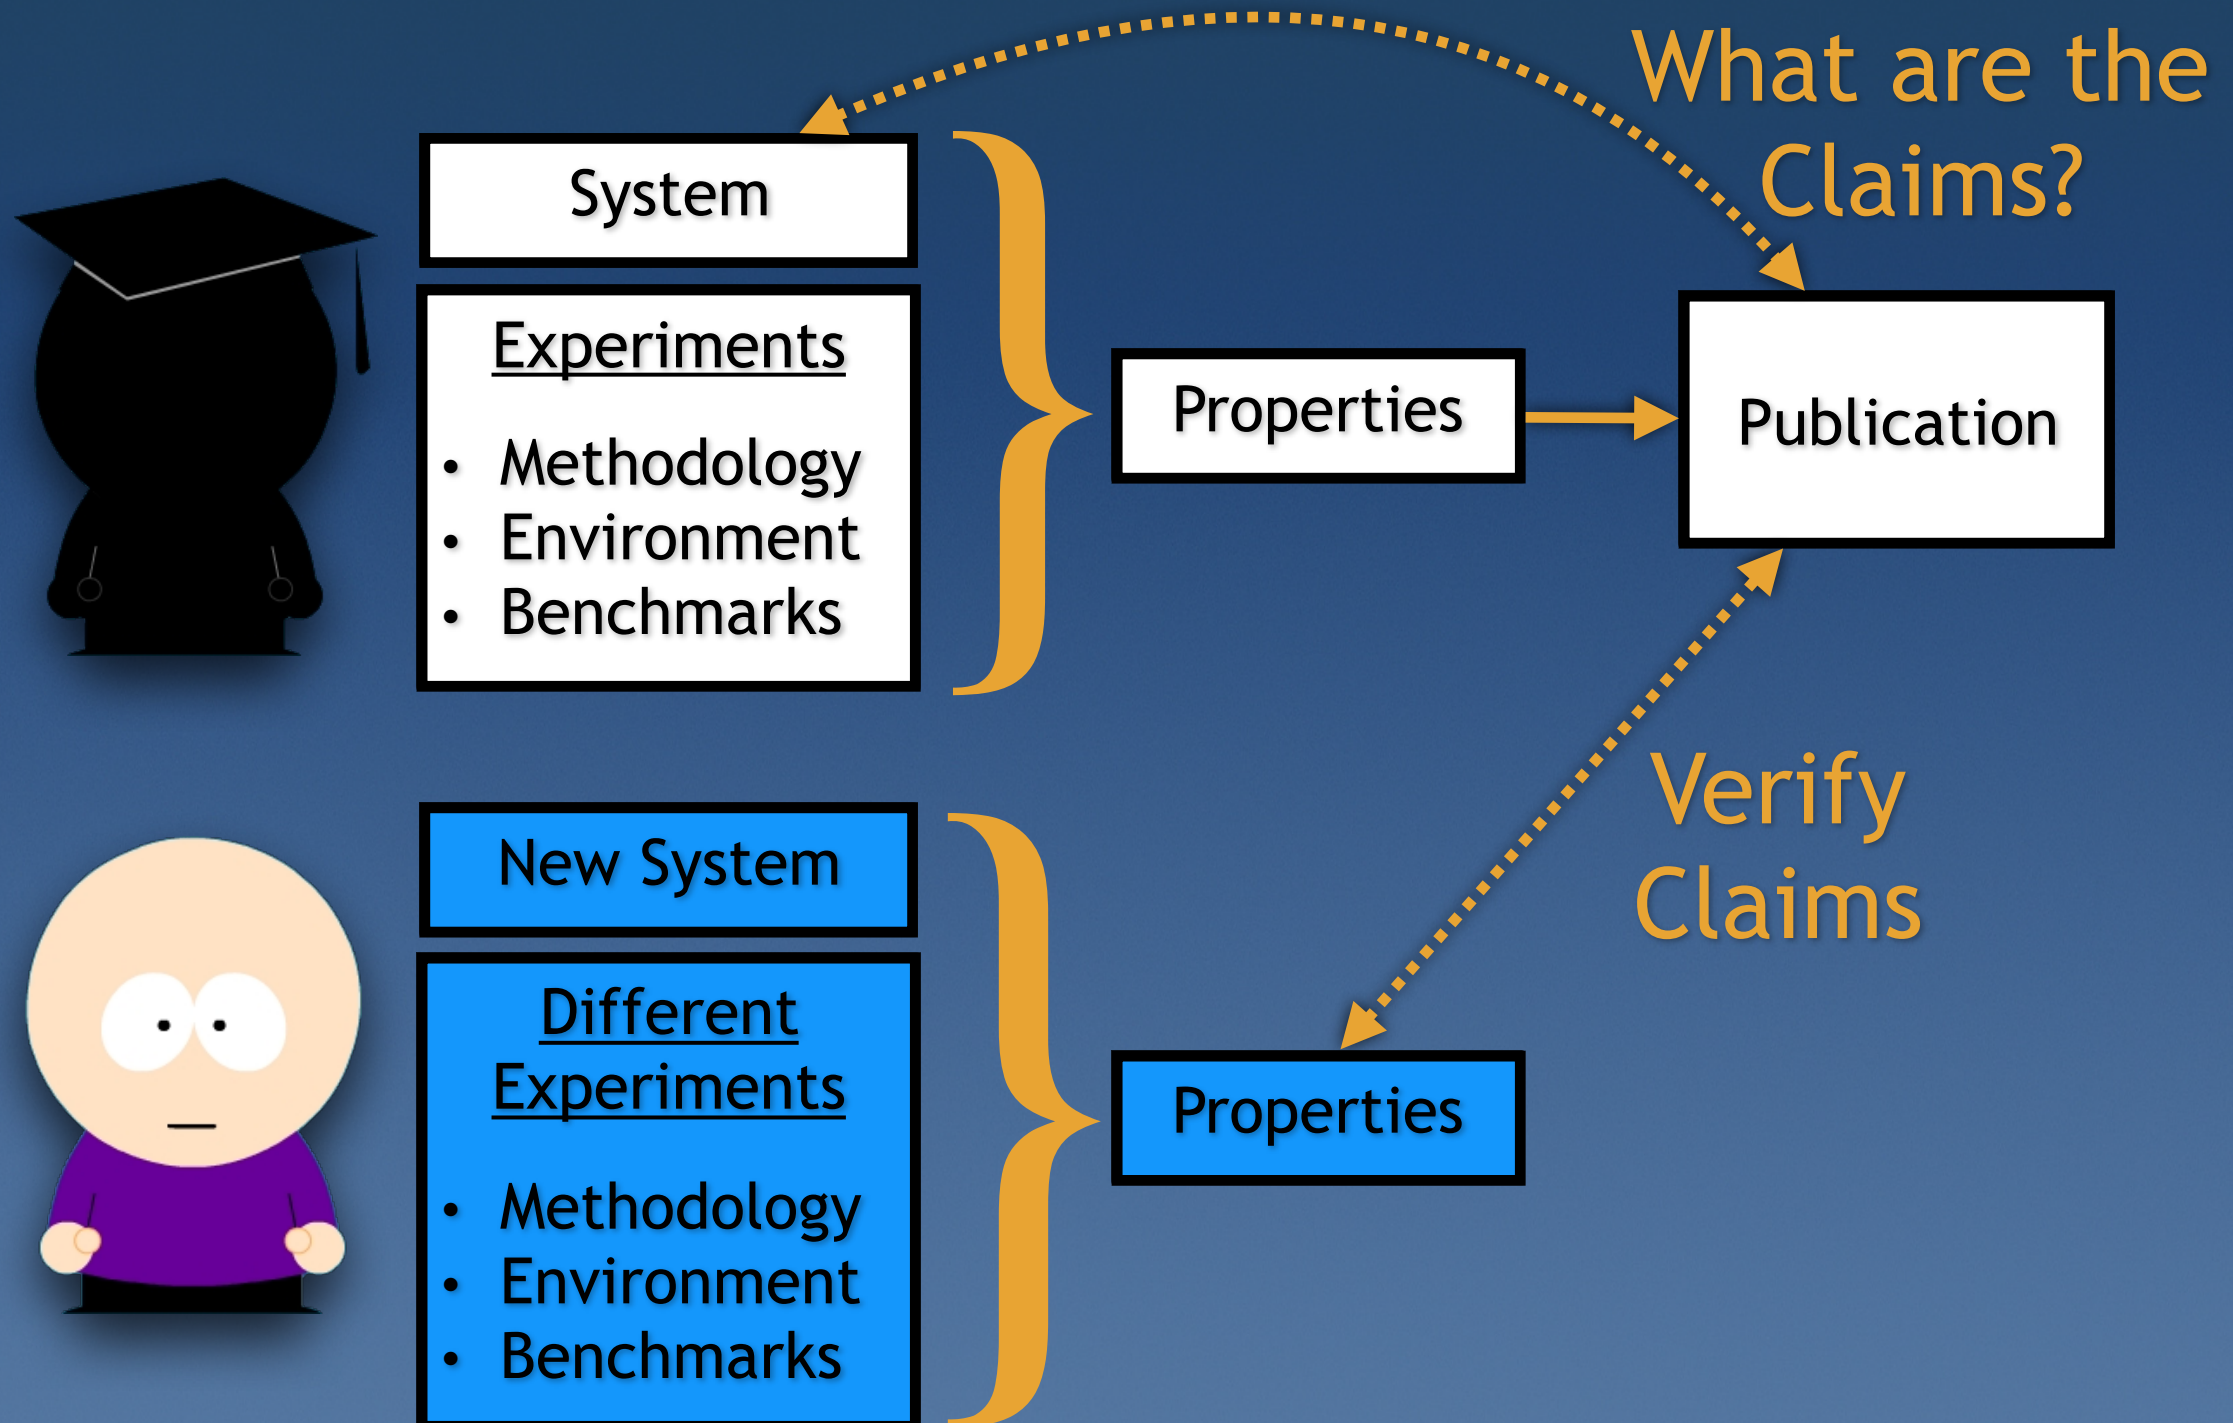 What are the
Claims?
System
Experiments
• Methodology
• Environment
• Benchmarks
Properties
Publication
Verify
Claims
New System
Different
Experiments
• Methodology
• Environment
• Benchmarks
Properties